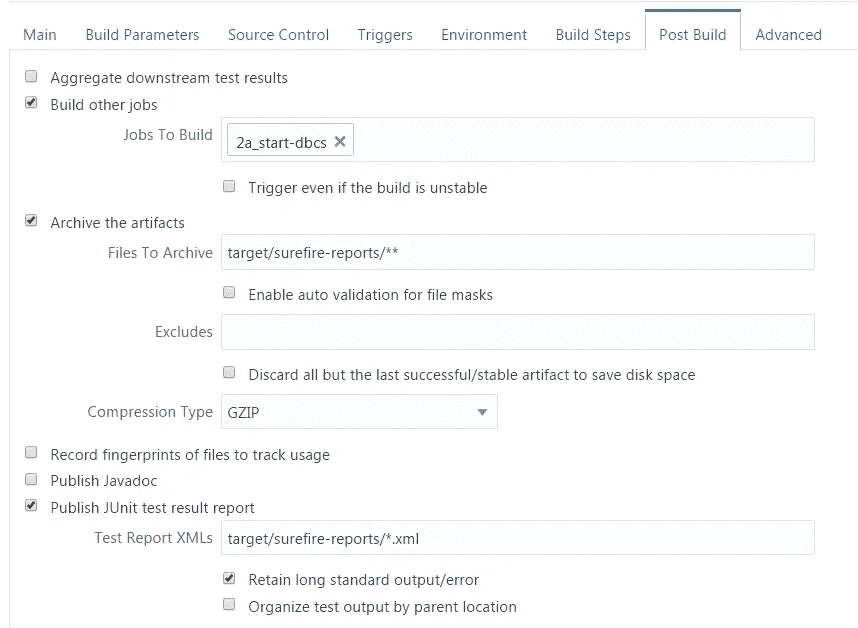 Main Build Parameters Source Control Triggers Environment Build Steps Post Build Advanced
Aggregate downstream test results
Build other jobs
Jobs To Build 2a_start-dbcs ✕
Trigger even if the build is unstable
Archive the artifacts
Files To Archive target/surefire-reports/**
Enable auto validation for file masks
Excludes
Discard all but the last successful/stable artifact to save disk space
Compression Type GZIP
Record fingerprints of files to track usage
Publish Javadoc
Publish JUnit test result report
Test Report XMLs target/surefire-reports/*.xml
Retain long standard output/error
Organize test output by parent location